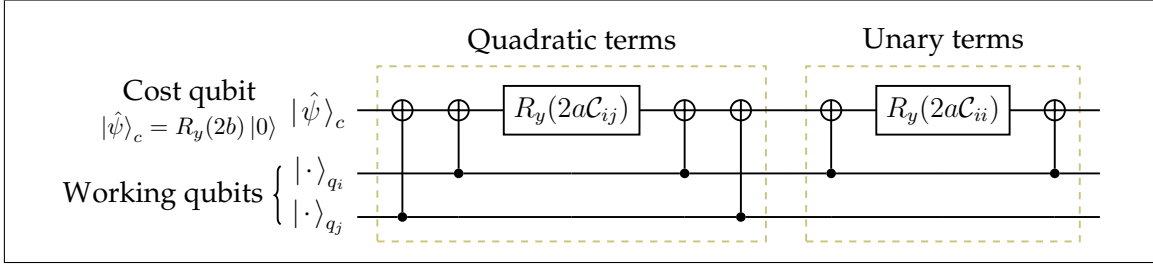 Quadratic terms Unary terms
Cost qubit
|ψ̂⟩_c = R_y(2b) |0⟩ |ψ̂⟩_c R_y(2a𝒞_ij) R_y(2a𝒞_ii)
Working qubits { |·⟩_{q_i}
|·⟩_{q_j}